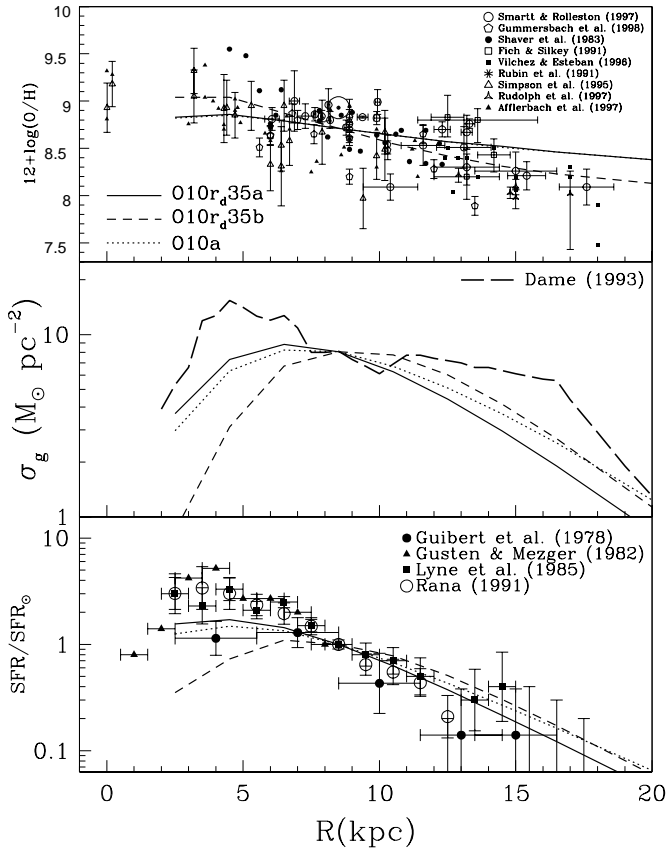 10
9.5
9
8.5
8
7.5
12+log(O/H)
Smartt & Rolleston (1997)
Gummersbach et al. (1998)
Shaver et al. (1983)
Fich & Silkey (1991)
Vilchez & Esteban (1996)
Rubin et al. (1991)
Simpson et al. (1995)
Rudolph et al. (1997)
Afflerbach et al. (1997)
O10r_d35a
O10r_d35b
O10a
Dame (1993)
10
1
σ_g (M_⊙ pc^−2)
Guibert et al. (1978)
Gusten & Mezger (1982)
Lyne et al. (1985)
Rana (1991)
10
1
0.1
SFR/SFR_⊙
0 5 10 15 20
R(kpc)